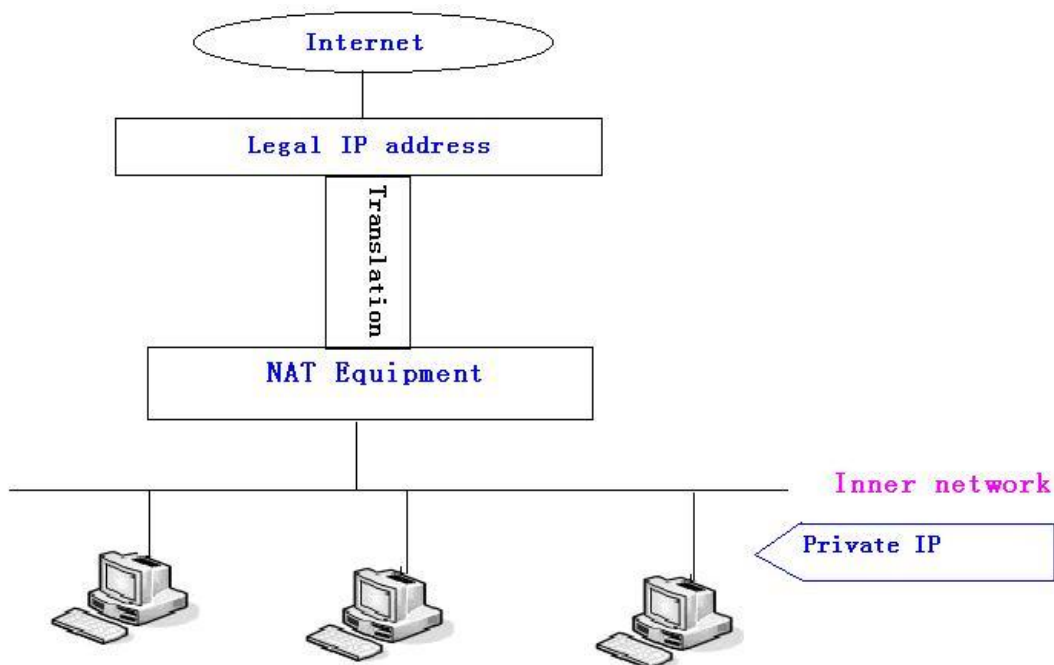 Internet
Legal IP address
Translation
NAT Equipment
Inner network
Private IP